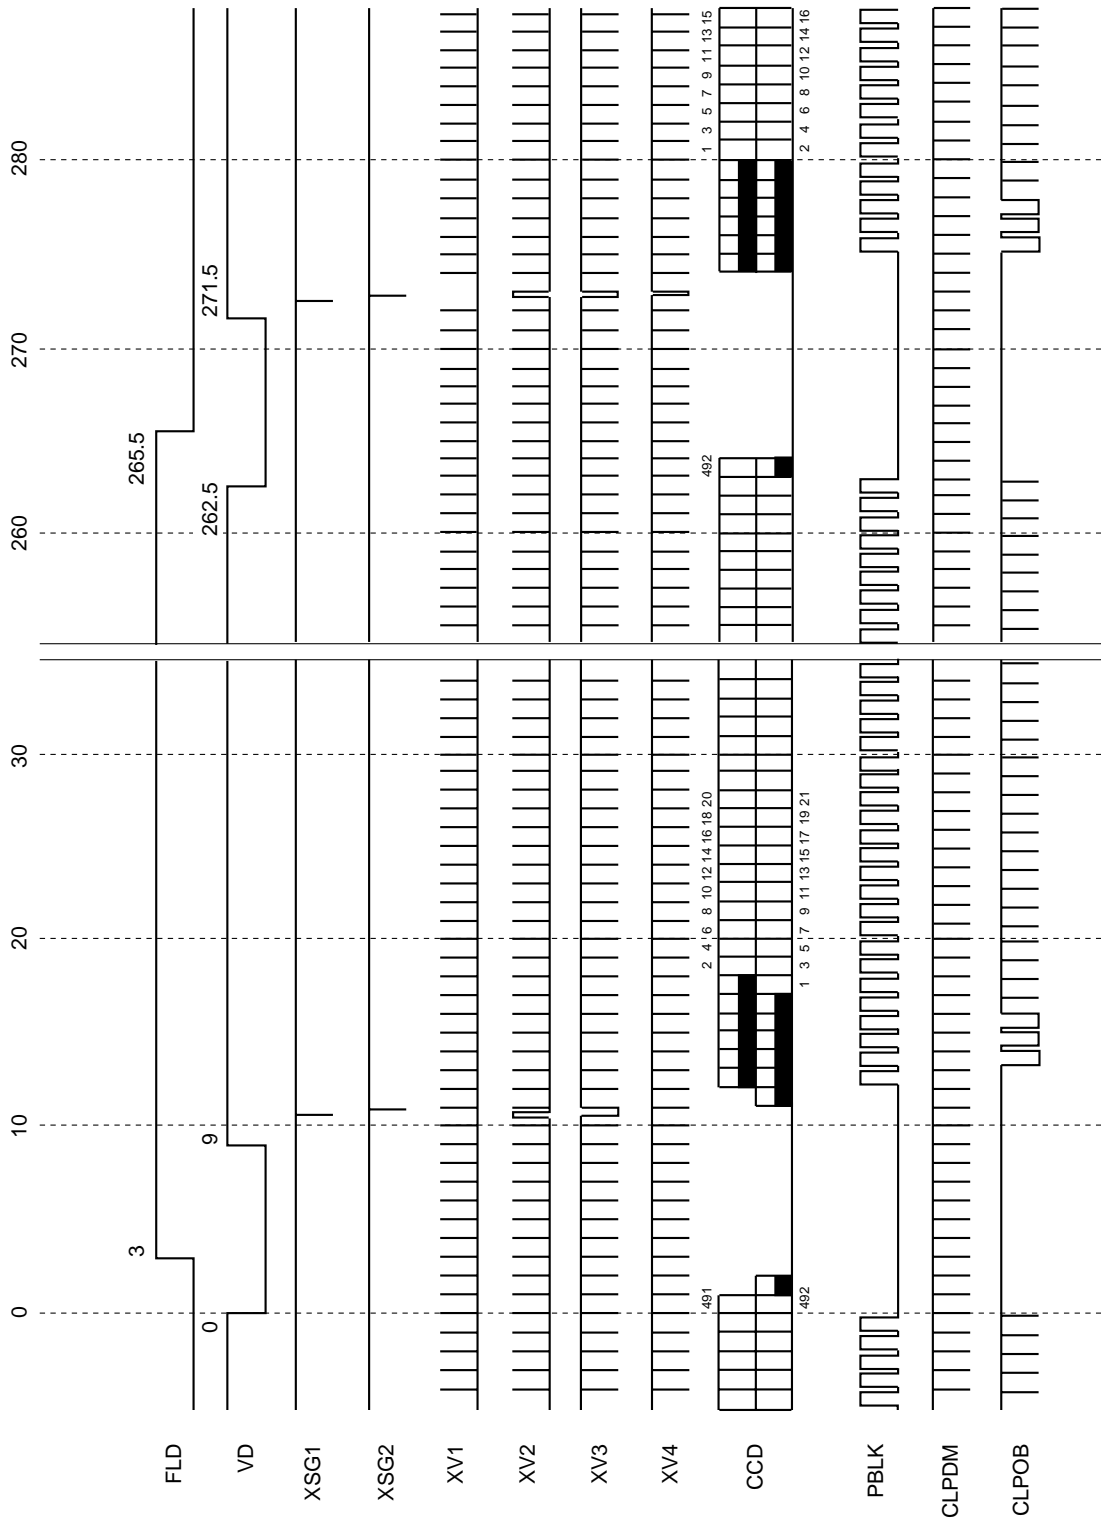 0 10 20 30 260 270 280
3 265.5
FLD
0 9 262.5 271.5
VD
XSG1
XSG2
XV1
XV2
XV3
XV4
491 2 4 6 8 10 12 14 16 18 20 492 1 3 5 7 9 11 13 15
CCD
492 1 3 5 7 9 11 13 15 17 19 21 2 4 6 8 10 12 14 16
PBLK
CLPDM
CLPOB